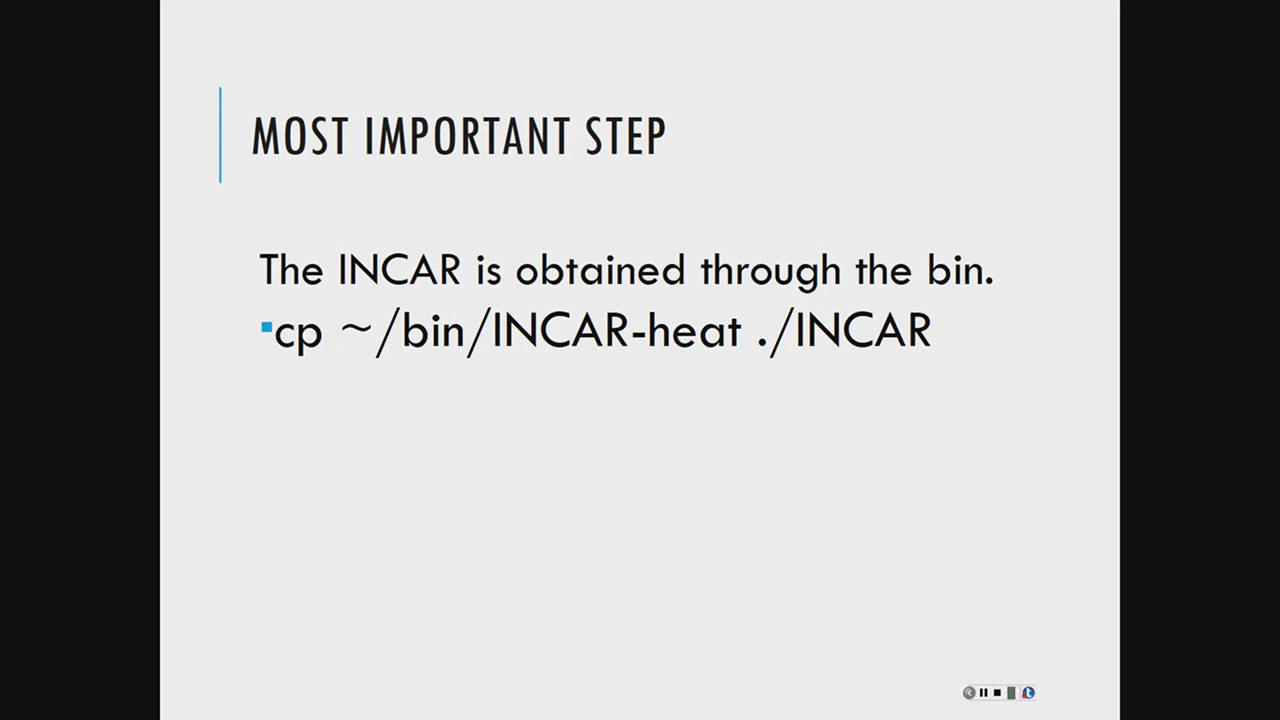 MOST IMPORTANT STEP
The INCAR is obtained through the bin.
▪cp ~/bin/INCAR-heat ./INCAR